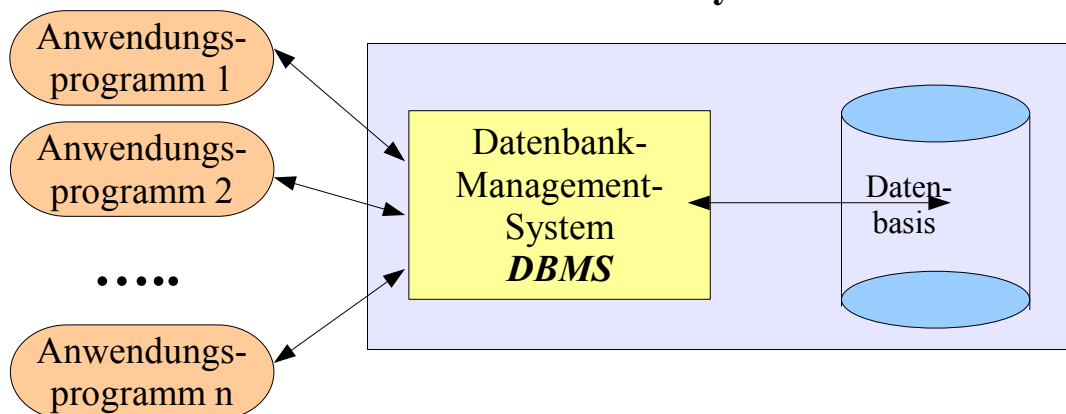 Anwendungs-
programm 1
Anwendungs-
programm 2
.....
Anwendungs-
programm n
Datenbank-
Management-
System
DBMS
Daten-
basis